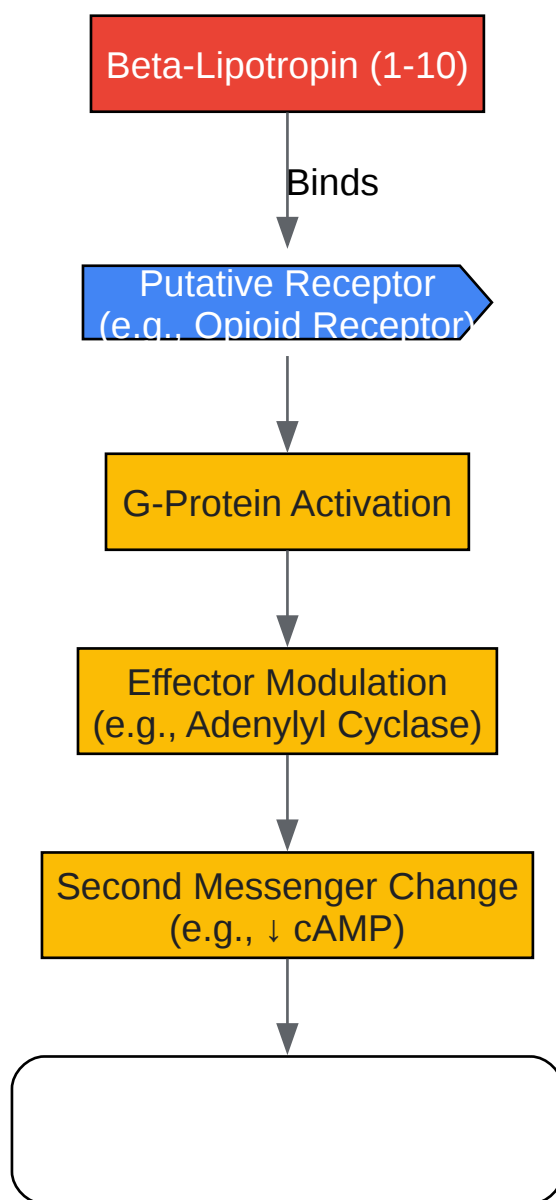 Beta-Lipotropin (1-10)
Binds
Putative Receptor
(e.g., Opioid Receptor)
G-Protein Activation
Effector Modulation
(e.g., Adenylyl Cyclase)
Second Messenger Change
(e.g., ↓ cAMP)